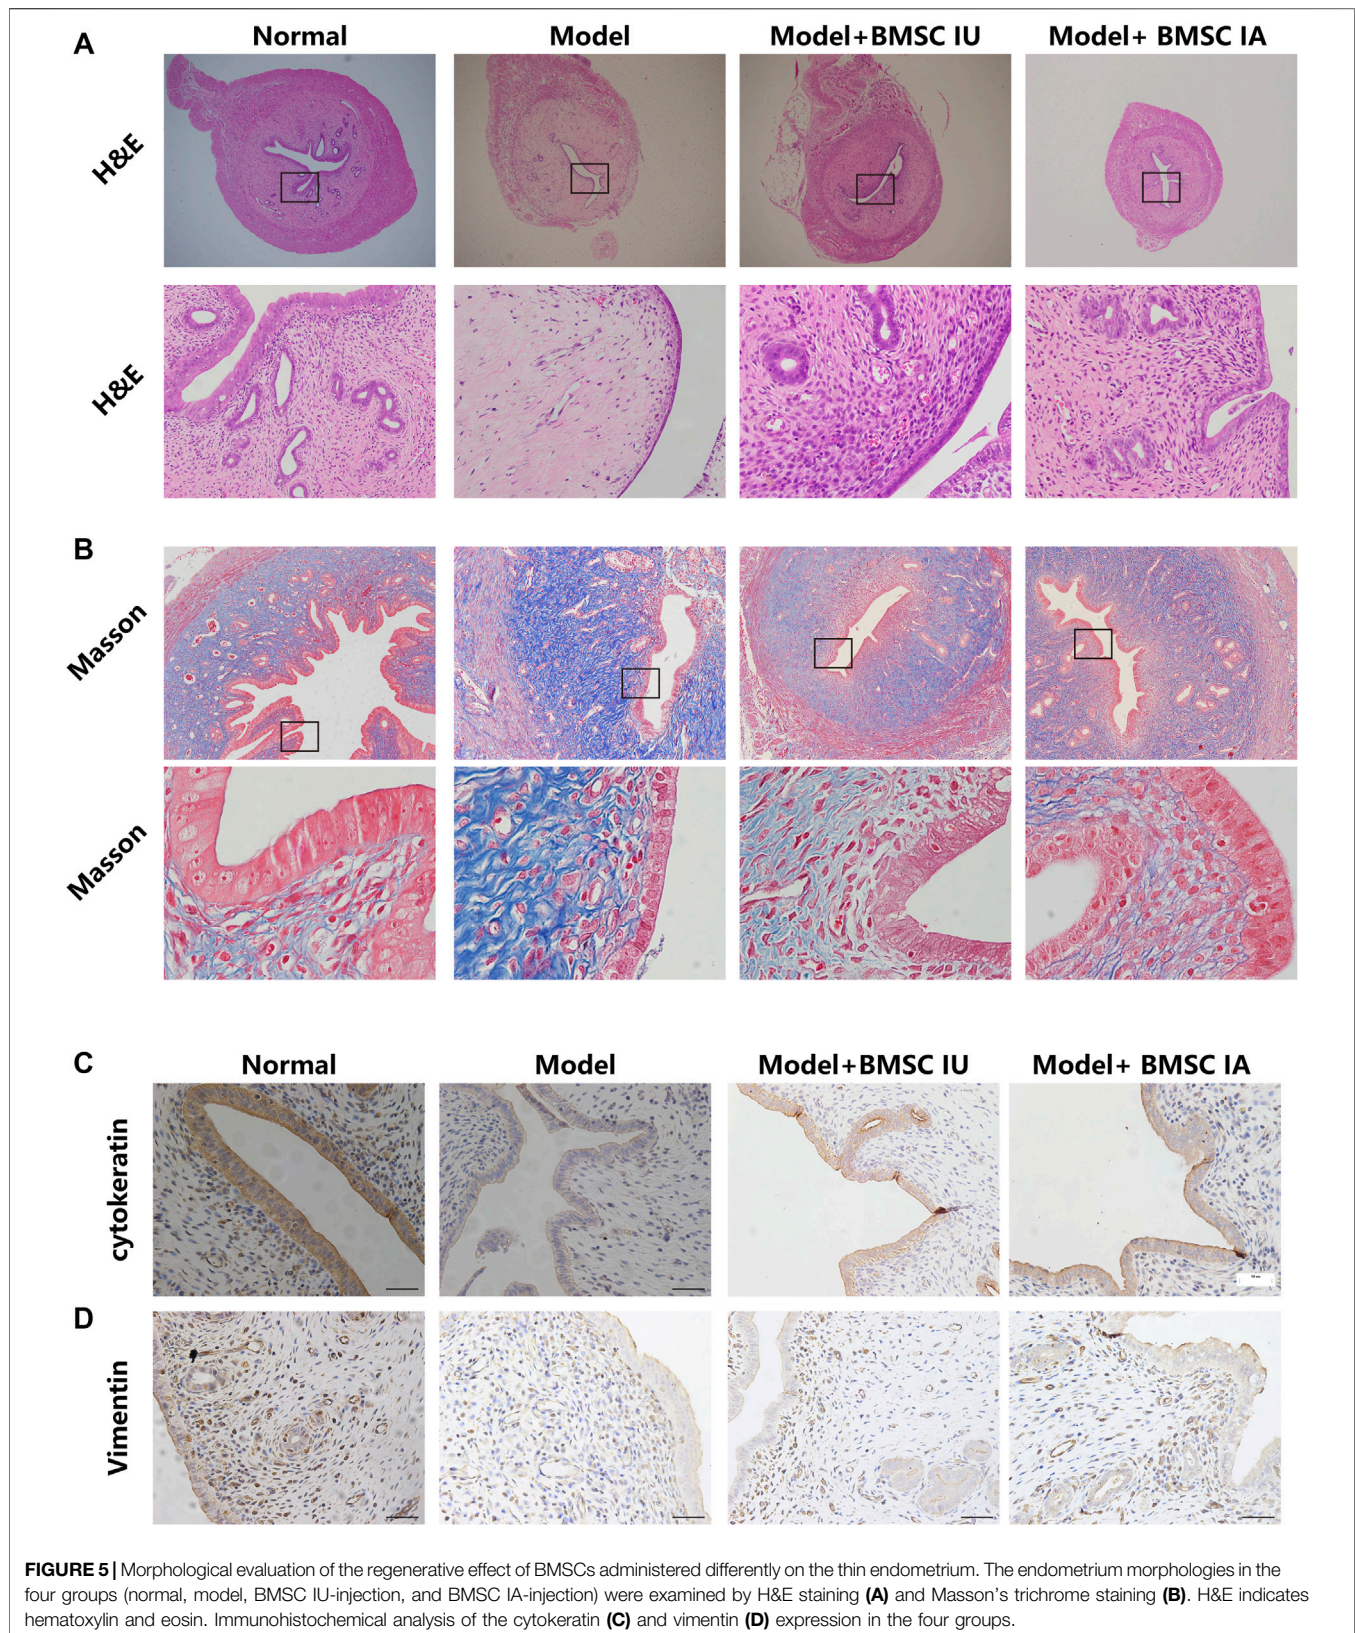 A
Normal
Model
Model+BMSC IU
Model+ BMSC IA
H&E
H&E
B
Masson
Masson
C
Normal
Model
Model+BMSC IU
Model+ BMSC IA
cytokeratin
D
Vimentin
FIGURE 5 | Morphological evaluation of the regenerative effect of BMSCs administered differently on the thin endometrium. The endometrium morphologies in the
four groups (normal, model, BMSC IU-injection, and BMSC IA-injection) were examined by H&E staining (A) and Masson's trichrome staining (B). H&E indicates
hematoxylin and eosin. Immunohistochemical analysis of the cytokeratin (C) and vimentin (D) expression in the four groups.